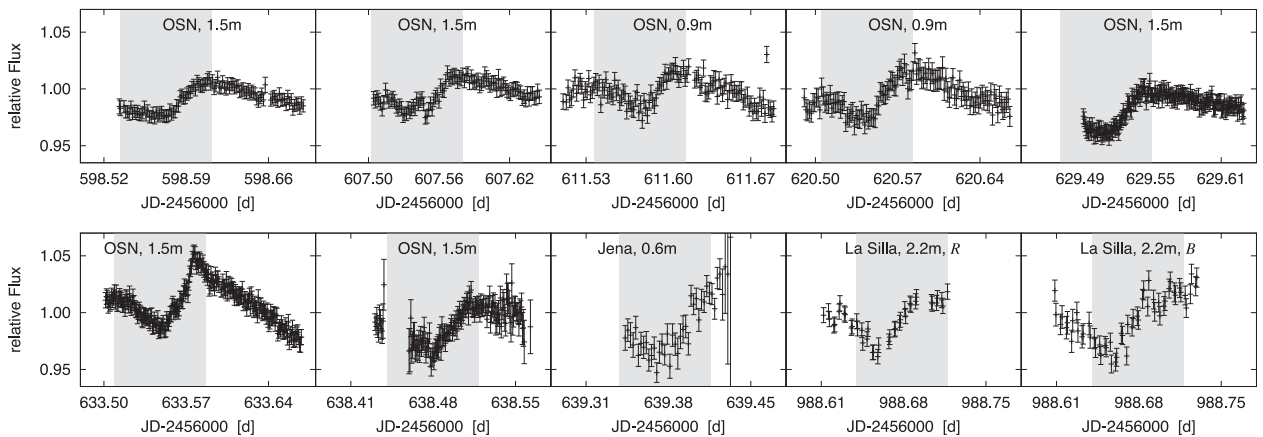 OSN, 1.5m OSN, 1.5m OSN, 0.9m OSN, 0.9m OSN, 1.5m
relative Flux
1.05
1.00
0.95
598.52 598.59 598.66 607.50 607.56 607.62 611.53 611.60 611.67 620.50 620.57 620.64 629.49 629.55 629.61
JD-2456000 [d] JD-2456000 [d] JD-2456000 [d] JD-2456000 [d] JD-2456000 [d]
OSN, 1.5m OSN, 1.5m Jena, 0.6m La Silla, 2.2m, R La Silla, 2.2m, B
relative Flux
1.05
1.00
0.95
633.50 633.57 633.64 638.41 638.48 638.55 639.31 639.38 639.45 988.61 988.68 988.75 988.61 988.68 988.75
JD-2456000 [d] JD-2456000 [d] JD-2456000 [d] JD-2456000 [d] JD-2456000 [d]